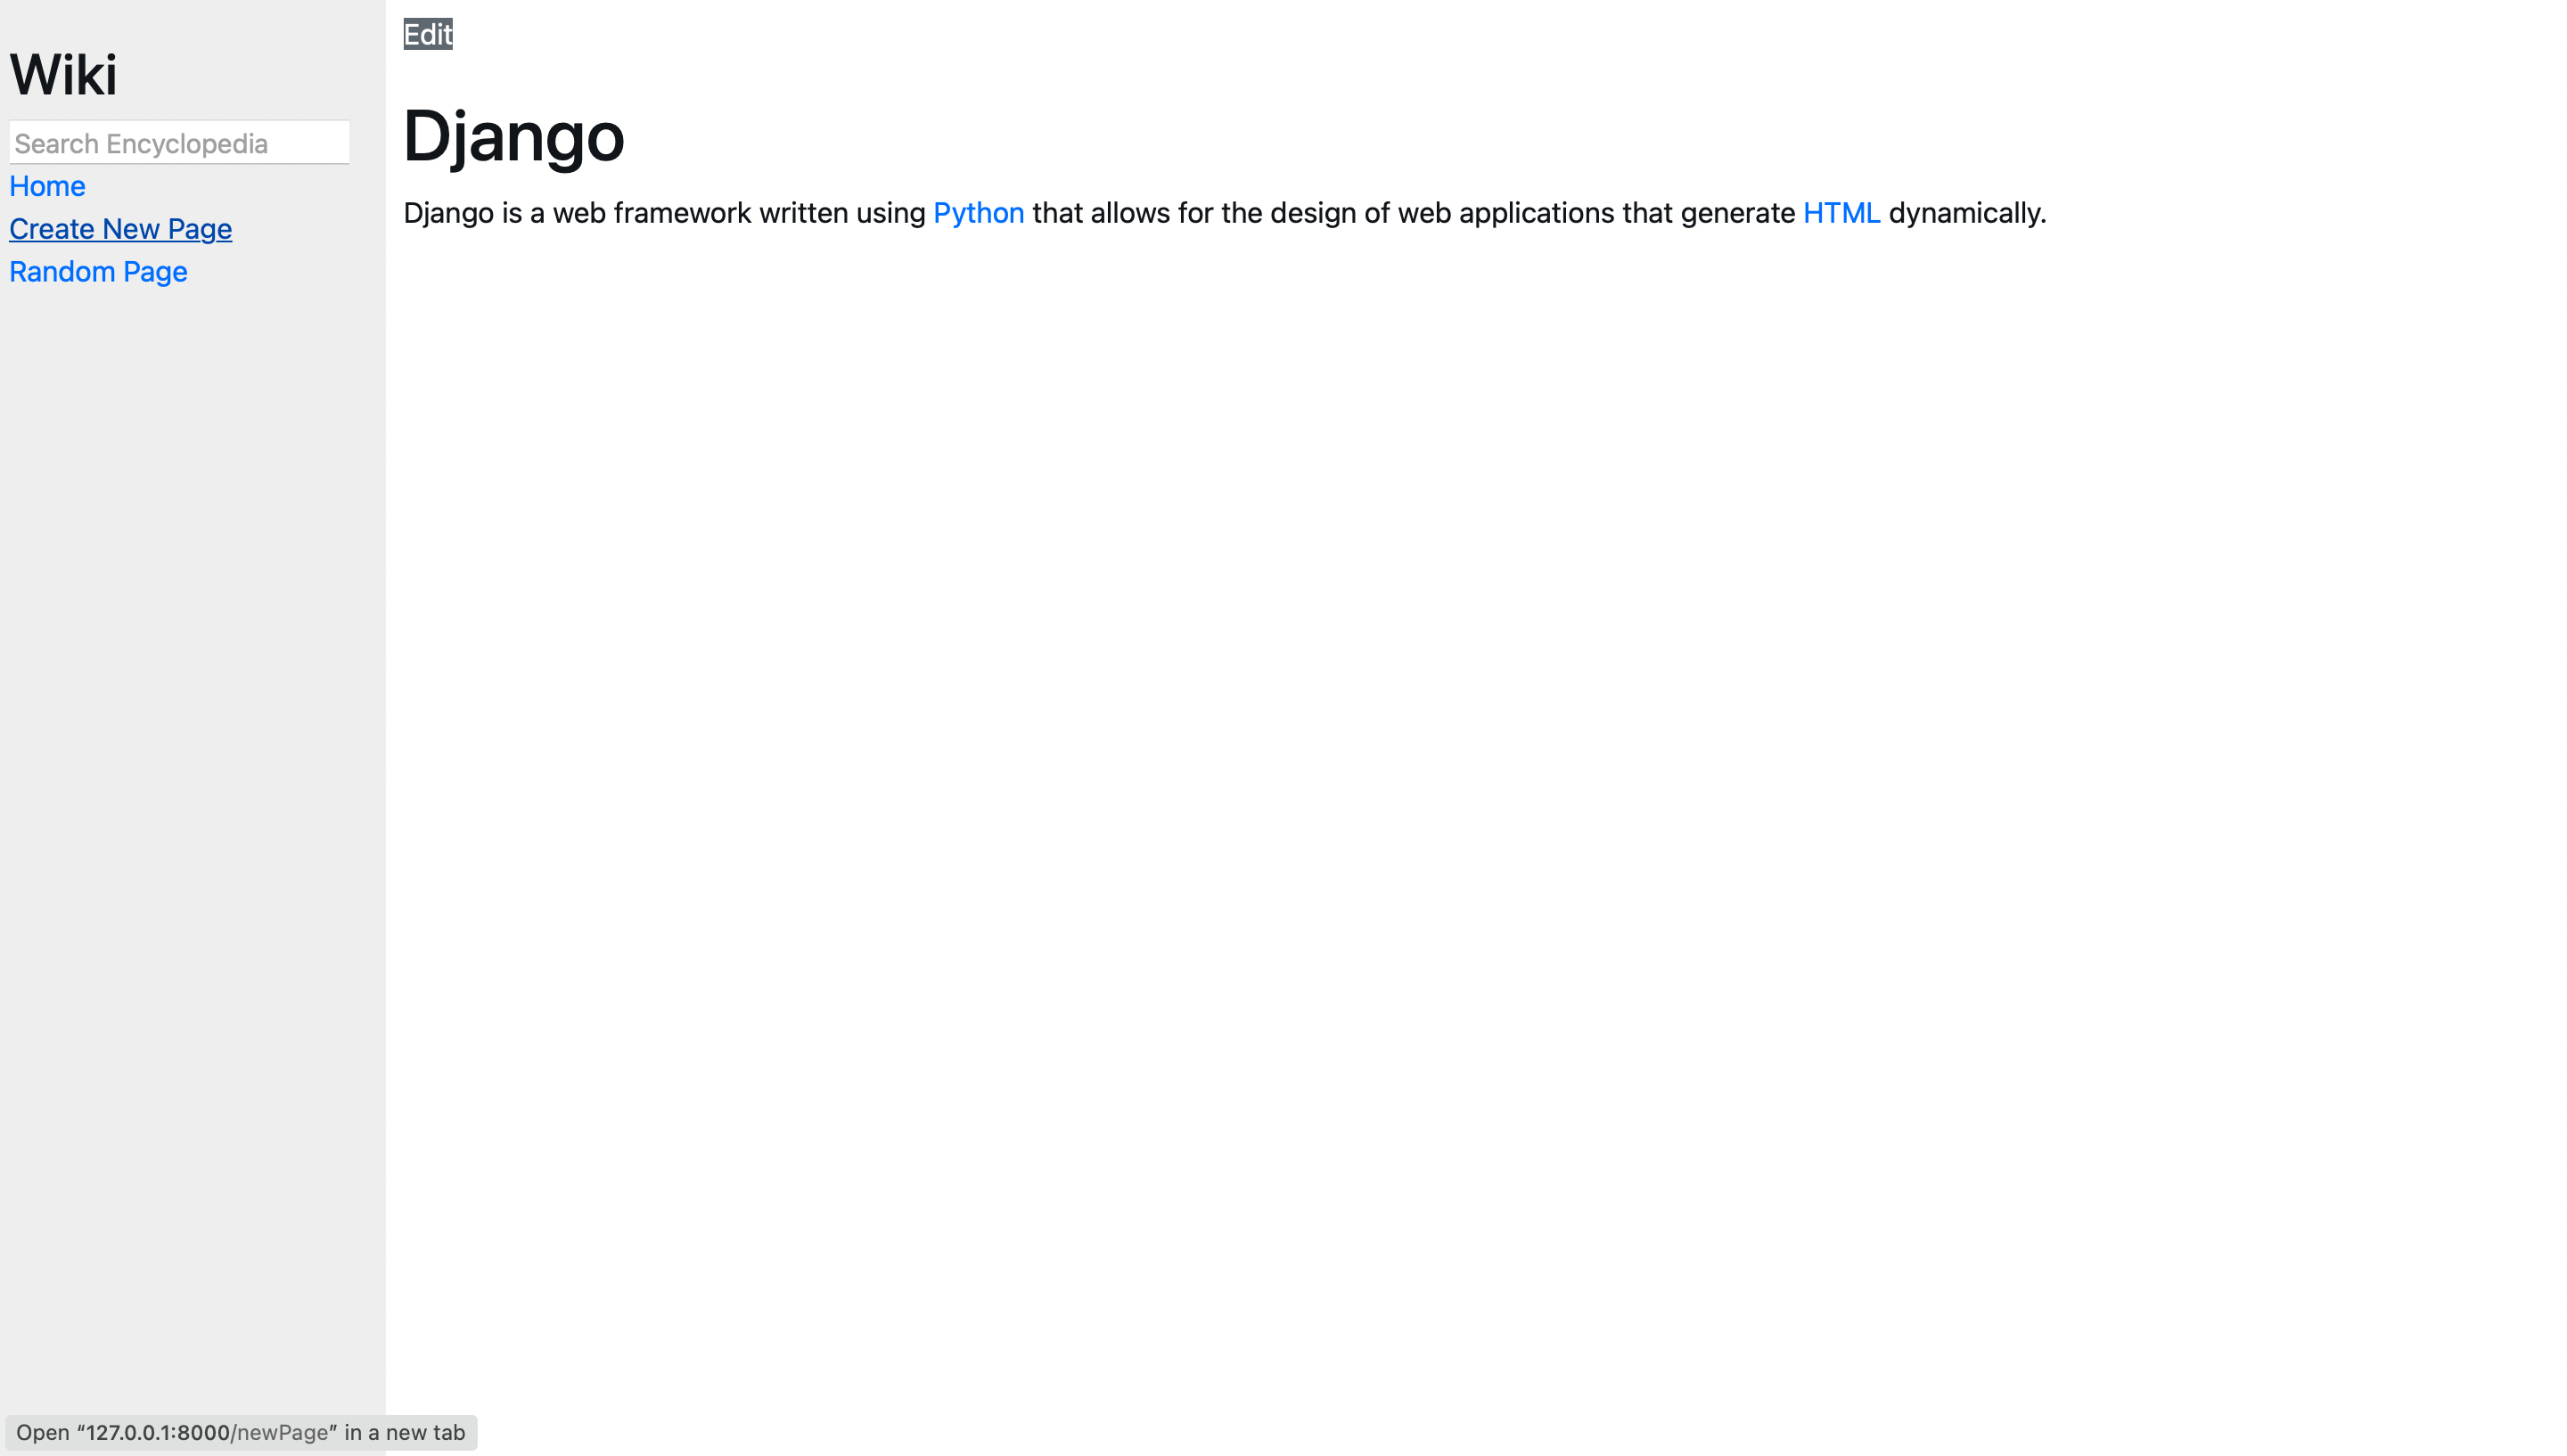 Wiki
Search Encyclopedia
Home
Create New Page
Random Page
Edit
Django
Django is a web framework written using Python that allows for the design of web applications that generate HTML dynamically.
Open “127.0.0.1:8000/newPage” in a new tab